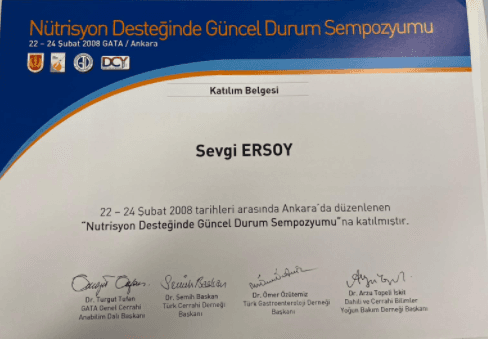 Nütrisyon Desteğinde Güncel Durum Sempozyumu
22 – 24 Şubat 2008 GATA / Ankara
DCY
Katılım Belgesi
Sevgi ERSOY
22 – 24 Şubat 2008 tarihleri arasında Ankara'da düzenlenen
"Nutrisyon Desteğinde Güncel Durum Sempozyumu"na katılmıştır.
Dr. Turgut Tufan
GATA Genel Cerrahi
Anabilim Dalı Başkanı
Dr. Semih Baskan
Türk Cerrahi Derneği
Başkanı
Dr. Ömer Özütemiz
Türk Gastroenteroloji Derneği
Başkanı
Dr. Arzu Topeli İskit
Dahili ve Cerrahi Bilimler
Yoğun Bakım Derneği Başkanı